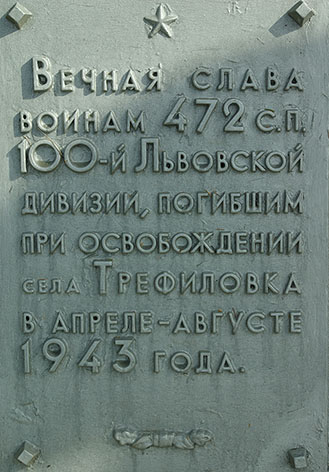 Вечная слава
воинам 472 с.п.
100-й Львовской
дивизии, погибшим
при освобождении
села Трефиловка
в апреле-августе
1943 года.